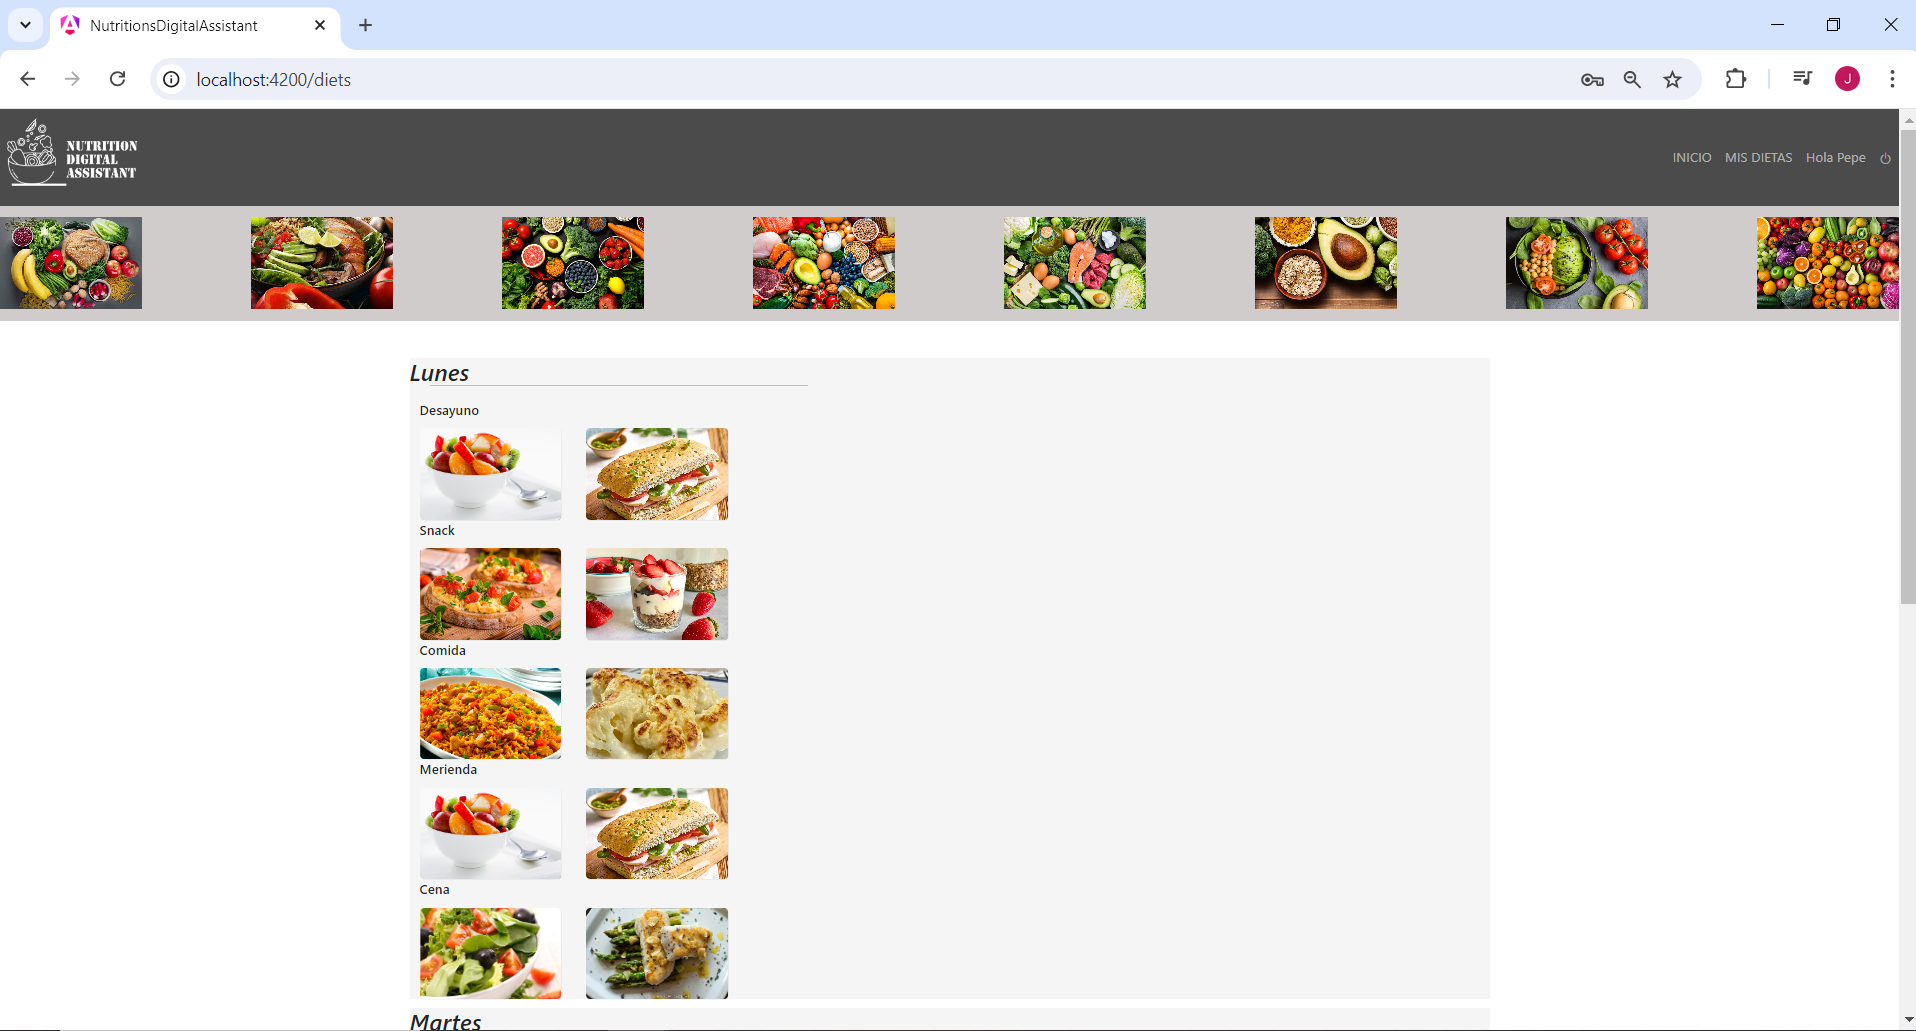 NutritionsDigitalAssistant
localhost:4200/diets
J
NUTRITION
DIGITAL
ASSISTANT
INICIO MIS DIETAS Hola Pepe
Lunes
Desayuno
Snack
Comida
Merienda
Cena
Martes